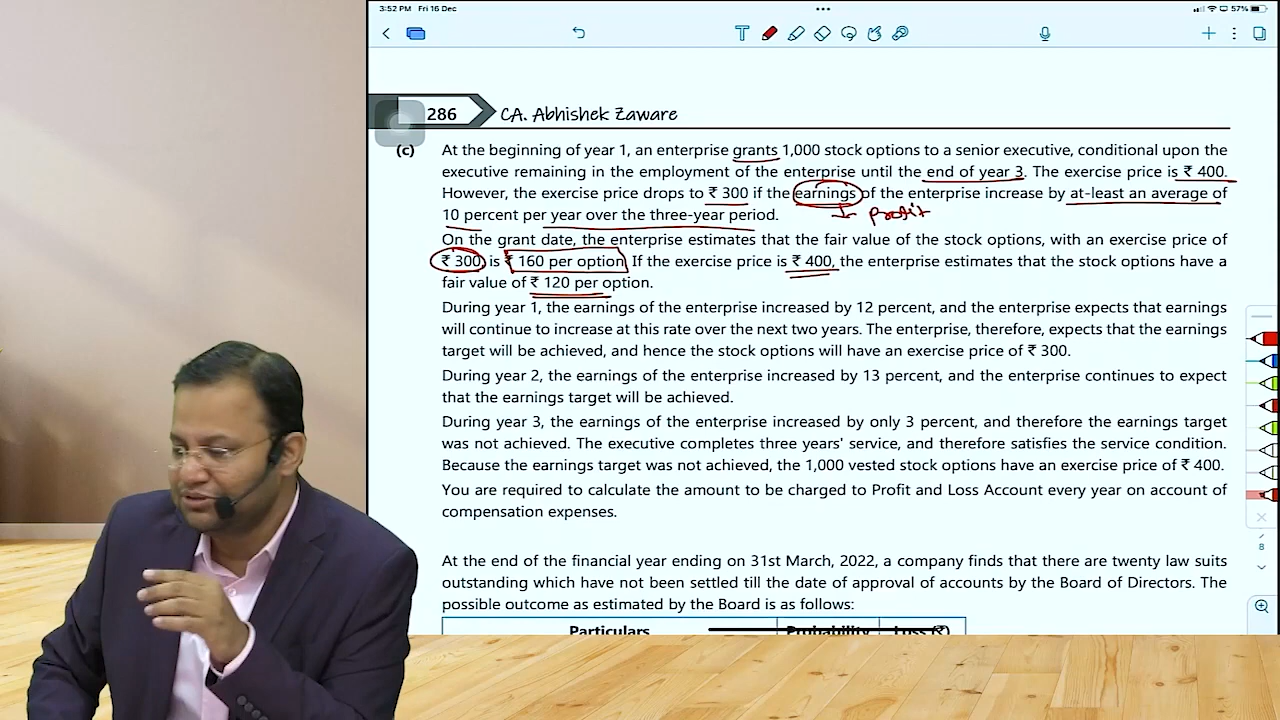 3:52 PM Fri 16 Dec
57%
286 CA. Abhishek Zaware
(c) At the beginning of year 1, an enterprise grants 1,000 stock options to a senior executive, conditional upon the
executive remaining in the employment of the enterprise until the end of year 3. The exercise price is ₹ 400.
However, the exercise price drops to ₹ 300 if the earnings of the enterprise increase by at-least an average of
10 percent per year over the three-year period.
Profit
On the grant date, the enterprise estimates that the fair value of the stock options, with an exercise price of
₹ 300 is ₹ 160 per option. If the exercise price is ₹ 400, the enterprise estimates that the stock options have a
fair value of ₹ 120 per option.
During year 1, the earnings of the enterprise increased by 12 percent, and the enterprise expects that earnings
will continue to increase at this rate over the next two years. The enterprise, therefore, expects that the earnings
target will be achieved, and hence the stock options will have an exercise price of ₹ 300.
During year 2, the earnings of the enterprise increased by 13 percent, and the enterprise continues to expect
that the earnings target will be achieved.
During year 3, the earnings of the enterprise increased by only 3 percent, and therefore the earnings target
was not achieved. The executive completes three years' service, and therefore satisfies the service condition.
Because the earnings target was not achieved, the 1,000 vested stock options have an exercise price of ₹ 400.
You are required to calculate the amount to be charged to Profit and Loss Account every year on account of
compensation expenses.
At the end of the financial year ending on 31st March, 2022, a company finds that there are twenty law suits
outstanding which have not been settled till the date of approval of accounts by the Board of Directors. The
possible outcome as estimated by the Board is as follows:
Particulars Probability Loss (₹)
8